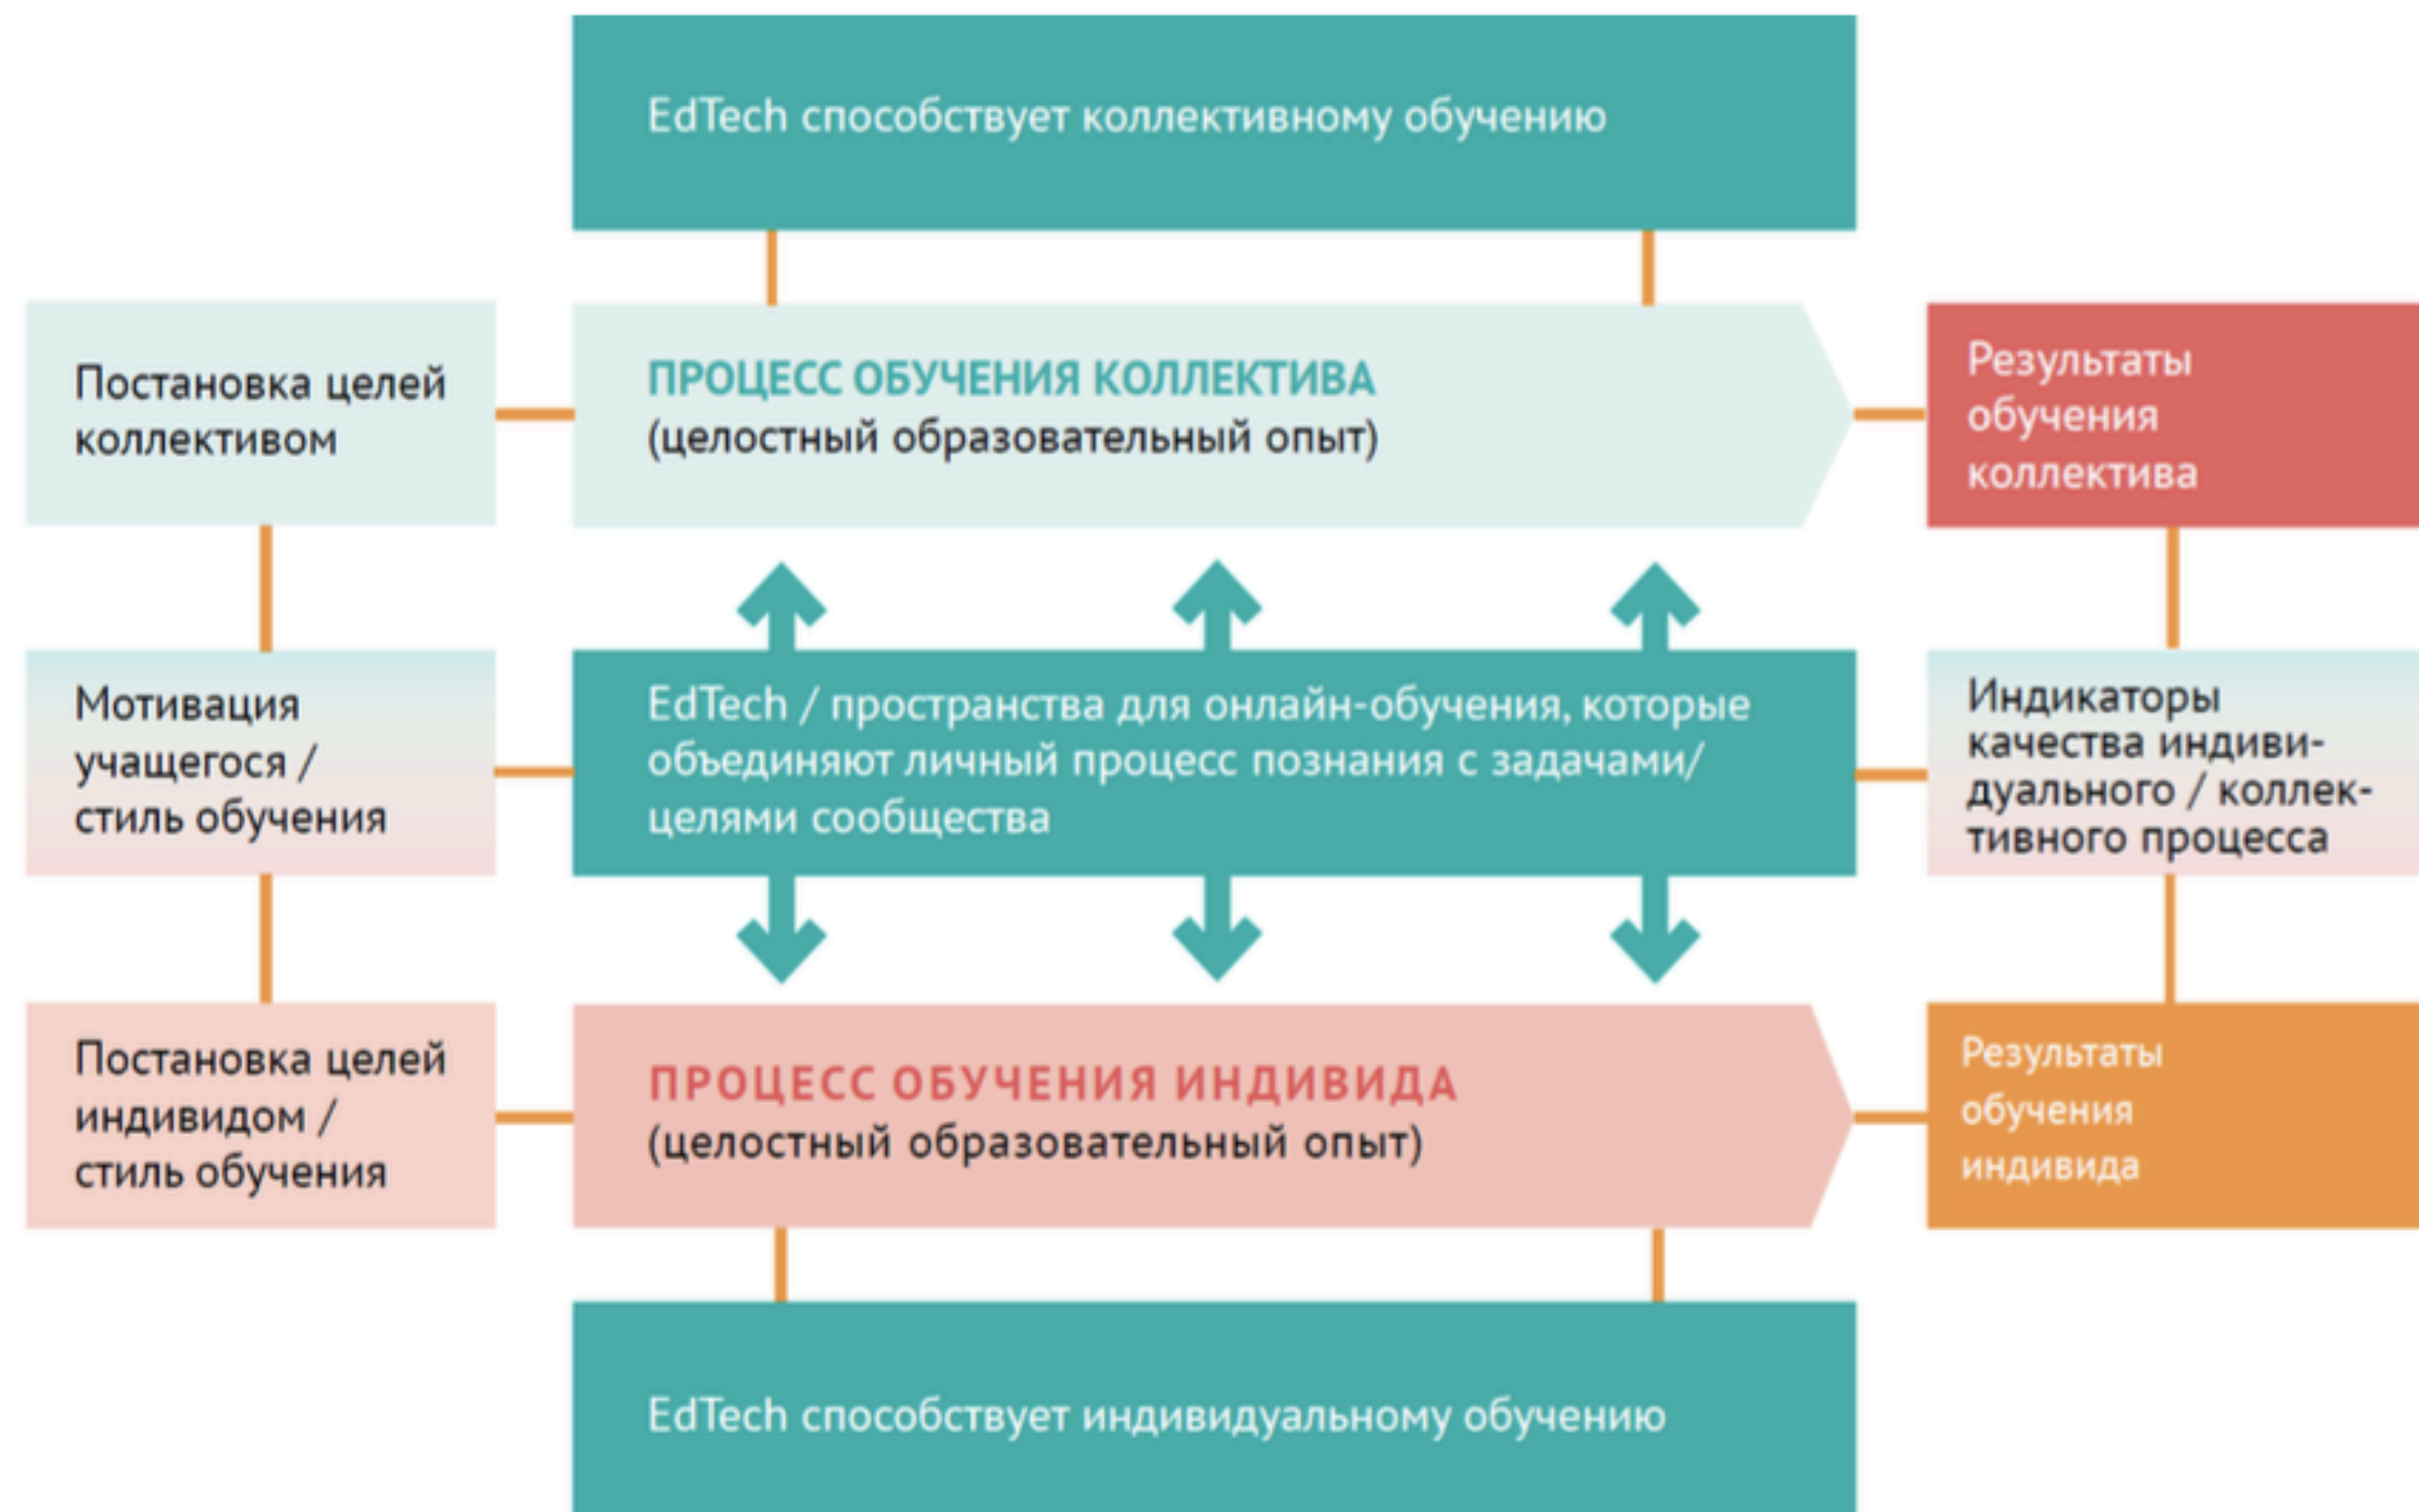 EdTech способствует коллективному обучению
Постановка целей
коллективом
ПРОЦЕСС ОБУЧЕНИЯ КОЛЛЕКТИВА
(целостный образовательный опыт)
Результаты
обучения
коллектива
Мотивация
учащегося /
стиль обучения
EdTech / пространства для онлайн-обучения, которые
объединяют личный процесс познания с задачами/
целями сообщества
Индикаторы
качества индиви-
дуального / коллек-
тивного процесса
Постановка целей
индивидом /
стиль обучения
ПРОЦЕСС ОБУЧЕНИЯ ИНДИВИДА
(целостный образовательный опыт)
Результаты
обучения
индивида
EdTech способствует индивидуальному обучению